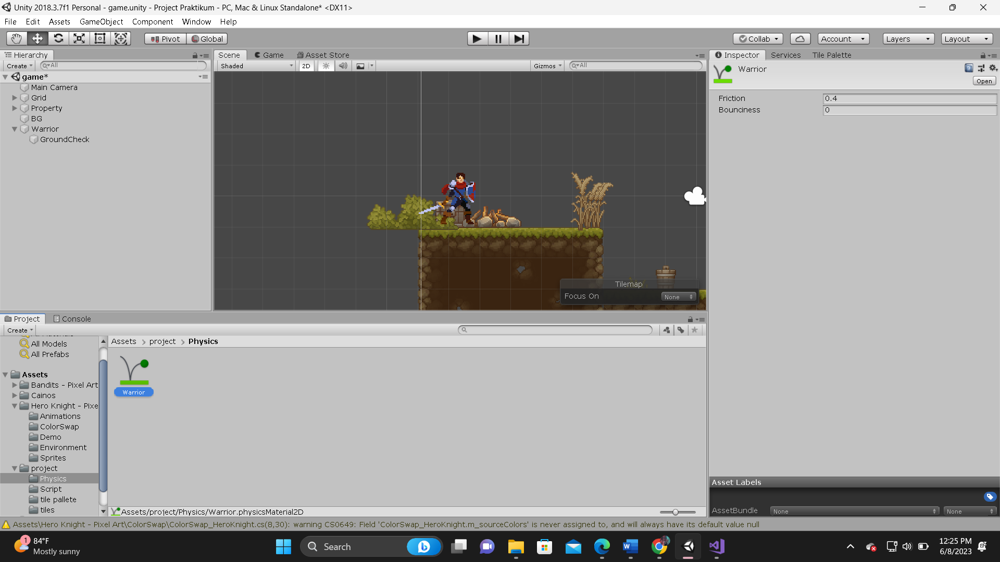 Unity 2018.3.7f1 Personal - game.unity - Project Praktikum - PC, Mac & Linux Standalone* <DX11>
File Edit Assets GameObject Component Window Help
Pivot Global Collab Account Layers Layout
Hierarchy
Create All
game*
Main Camera
Grid
Property
BG
Warrior
GroundCheck
Scene Game Asset Store
Shaded 2D Gizmos All
Tilemap
Focus On None
Inspector Services Tile Palette
Warrior
Open
Friction 0.4
Bounciness 0
Asset Labels
AssetBundle None None
Project Console
Create
All Models
All Prefabs
Assets
Bandits - Pixel Art
Cainos
Hero Knight - Pixe
Animations
ColorSwap
Demo
Environment
Sprites
project
Physics
Script
tile pallete
tiles
Assets project Physics
Warrior
Assets/project/Physics/Warrior.physicsMaterial2D
Assets\Hero Knight - Pixel Art\ColorSwap\ColorSwap_HeroKnight.cs(8,30): warning CS0649: Field 'ColorSwap_HeroKnight.m_sourceColors' is never assigned to, and will always have its default value null
1
84°F
Mostly sunny
Search
12:25 PM
6/8/2023